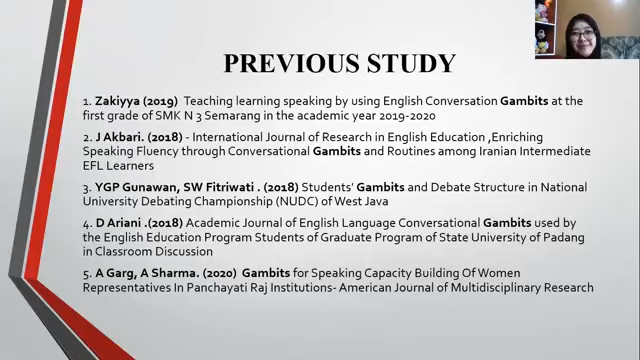 PREVIOUS STUDY
1. Zakiyya (2019) Teaching learning speaking by using English Conversation Gambits at the
first grade of SMK N 3 Semarang in the academic year 2019-2020
2. J Akbari. (2018) - International Journal of Research in English Education ,Enriching
Speaking Fluency through Conversational Gambits and Routines among Iranian Intermediate
EFL Learners
3. YGP Gunawan, SW Fitriwati . (2018) Students' Gambits and Debate Structure in National
University Debating Championship (NUDC) of West Java
4. D Ariani .(2018) Academic Journal of English Language Conversational Gambits used by
the English Education Program Students of Graduate Program of State University of Padang
in Classroom Discussion
5. A Garg, A Sharma. (2020) Gambits for Speaking Capacity Building Of Women
Representatives In Panchayati Raj Institutions- American Journal of Multidisciplinary Research